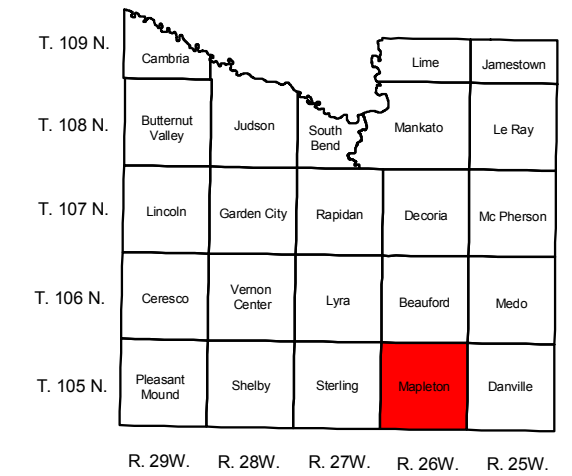 T. 109 N.
Cambria
Lime
Jamestown
T. 108 N.
Butternut
Valley
Judson
South
Bend
Mankato
Le Ray
T. 107 N.
Lincoln
Garden City
Rapidan
Decoria
Mc Pherson
T. 106 N.
Ceresco
Vernon
Center
Lyra
Beauford
Medo
T. 105 N.
Pleasant
Mound
Shelby
Sterling
Mapleton
Danville
R. 29W.
R. 28W.
R. 27W.
R. 26W.
R. 25W.